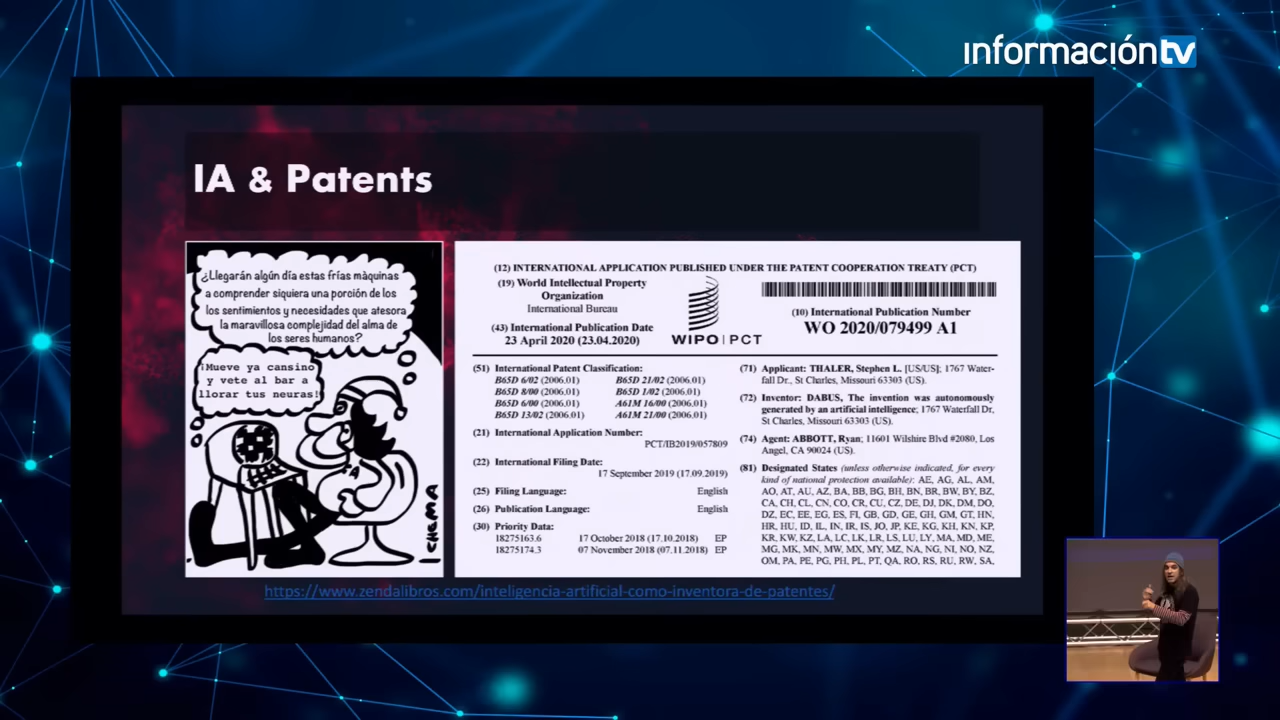 informacióntv
IA & Patents
¿Llegarán algún día estas frías màquinas
a comprender siquiera una porción de los
los sentimientos y necesidades que atesora
la maravillosa complejidad del alma de
los seres humanos?
¡Mueve ya cansino
y vete al bar a
llorar tus neuras!
A
CHEMA
(12) INTERNATIONAL APPLICATION PUBLISHED UNDER THE PATENT COOPERATION TREATY (PCT)
(19) World Intellectual Property
Organization
International Bureau
(43) International Publication Date
23 April 2020 (23.04.2020)
WIPO | PCT
(10) International Publication Number
WO 2020/079499 A1
(51) International Patent Classification:
B65D 6/02 (2006.01) B65D 21/02 (2006.01)
B65D 8/00 (2006.01) B65D 1/02 (2006.01)
B65D 6/00 (2006.01) A61M 16/00 (2006.01)
B65D 13/02 (2006.01) A61M 21/00 (2006.01)
(21) International Application Number:
PCT/IB2019/057809
(22) International Filing Date:
17 September 2019 (17.09.2019)
(25) Filing Language: English
(26) Publication Language: English
(30) Priority Data:
18275163.6 17 October 2018 (17.10.2018) EP
18275174.3 07 November 2018 (07.11.2018) EP
(71) Applicant: THALER, Stephen L. [US/US]; 1767 Water-
fall Dr., St Charles, Missouri 63303 (US).
(72) Inventor: DABUS, The invention was autonomously
generated by an artificial intelligence; 1767 Waterfall Dr,
St Charles, Missouri 63303 (US).
(74) Agent: ABBOTT, Ryan; 11601 Wilshire Blvd #2080, Los
Angel, CA 90024 (US).
(81) Designated States (unless otherwise indicated, for every
kind of national protection available): AE, AG, AL, AM,
AO, AT, AU, AZ, BA, BB, BG, BH, BN, BR, BW, BY, BZ,
CA, CH, CL, CN, CO, CR, CU, CZ, DE, DJ, DK, DM, DO,
DZ, EC, EE, EG, ES, FI, GB, GD, GE, GH, GM, GT, HN,
HR, HU, ID, IL, IN, IR, IS, JO, JP, KE, KG, KH, KN, KP,
KR, KW, KZ, LA, LC, LK, LR, LS, LU, LY, MA, MD, ME,
MG, MK, MN, MW, MX, MY, MZ, NA, NG, NI, NO, NZ,
OM, PA, PE, PG, PH, PL, PT, QA, RO, RS, RU, RW, SA,
https://www.zendalibros.com/inteligencia-artificial-como-inventora-de-patentes/